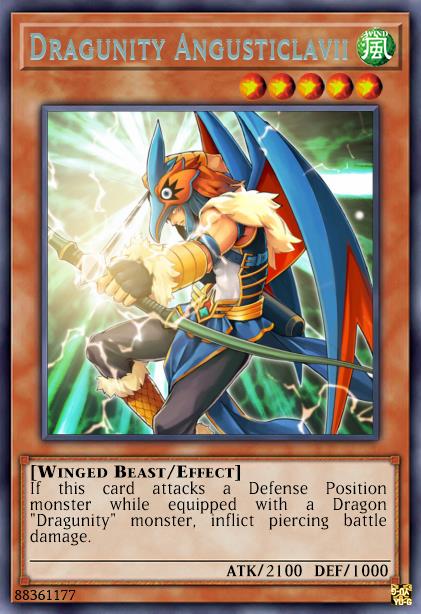 Dragunity Angusticlavii
WIND
風
[Winged Beast/Effect]
If this card attacks a Defense Position
monster while equipped with a Dragon
"Dragunity" monster, inflict piercing battle
damage.
ATK/2100 DEF/1000
88361177